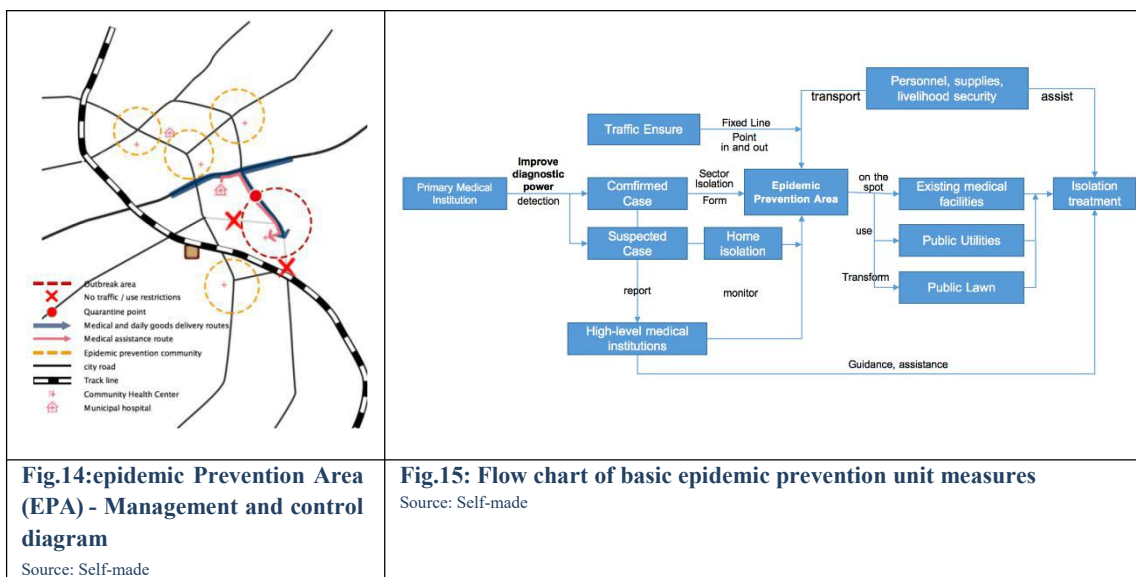 Outbreak area
No traffic / use restrictions
Quarantine point
Medical and daily goods delivery routes
Medical assistance route
Epidemic prevention community
city road
Track line
Community Health Center
Municipal hospital
Personnel, supplies,
livelihood security
transport
assist
Traffic Ensure
Fixed Line
Point
in and out
Primary Medical
Institution
Improve
diagnostic
power
detection
Comfirmed
Case
Sector
Isolation
Form
Epidemic
Prevention Area
on the
spot
Existing medical
facilities
Isolation
treatment
Suspected
Case
Home
isolation
use
Public Utilities
Transform
Public Lawn
report
monitor
High-level medical
institutions
Guidance, assistance
Fig.14:epidemic Prevention Area
(EPA) - Management and control
diagram
Source: Self-made
Fig.15: Flow chart of basic epidemic prevention unit measures
Source: Self-made